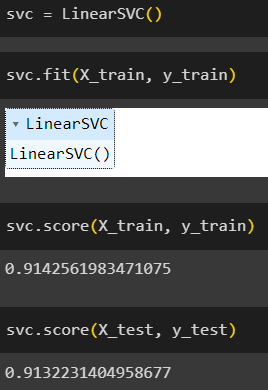 svc = LinearSVC()
svc.fit(X_train, y_train)
▾ LinearSVC
LinearSVC()
svc.score(X_train, y_train)
0.9142561983471075
svc.score(X_test, y_test)
0.9132231404958677